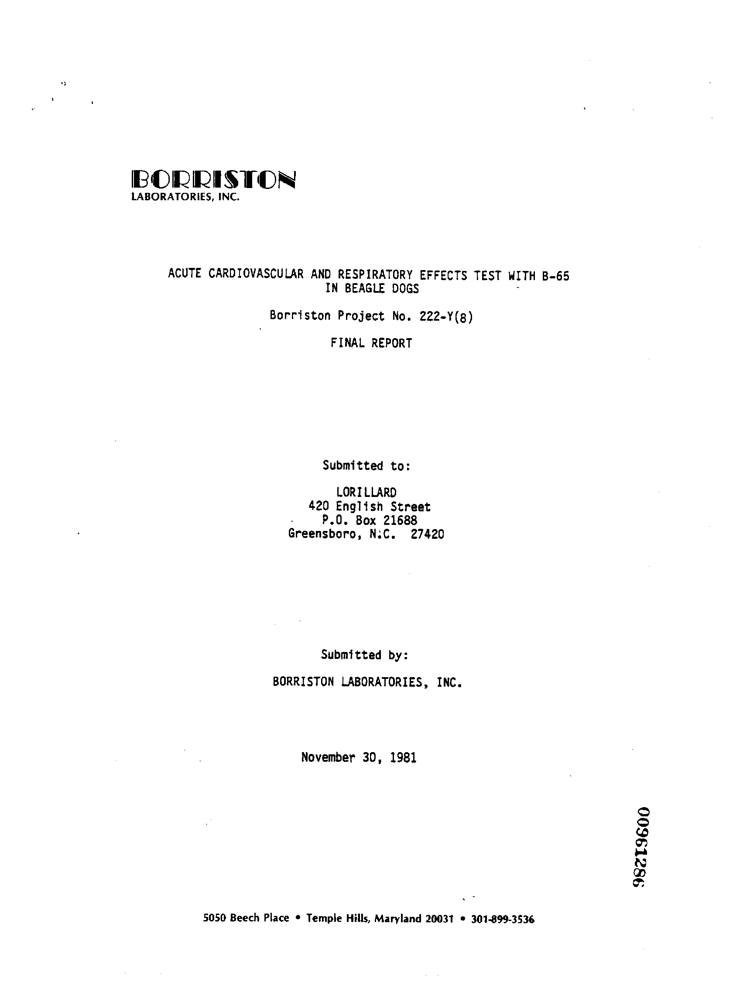 BORRISTON
LABORATORIES, INC.
ACUTE CARDIOVASCULAR AND RESPIRATORY EFFECTS TEST WITH B-65
IN BEAGLE DOGS
Borriston Project No. 222-Y(8)
FINAL REPORT
Submitted to:
LORILLARD
420 English Street
P.O. Box 21688
Greensboro, N.C. 27420
Submitted by:
BORRISTON LABORATORIES, INC.
November 30, 1981
00961286
5050 Beech Place • Temple Hills, Maryland 20031 • 301-899-3536